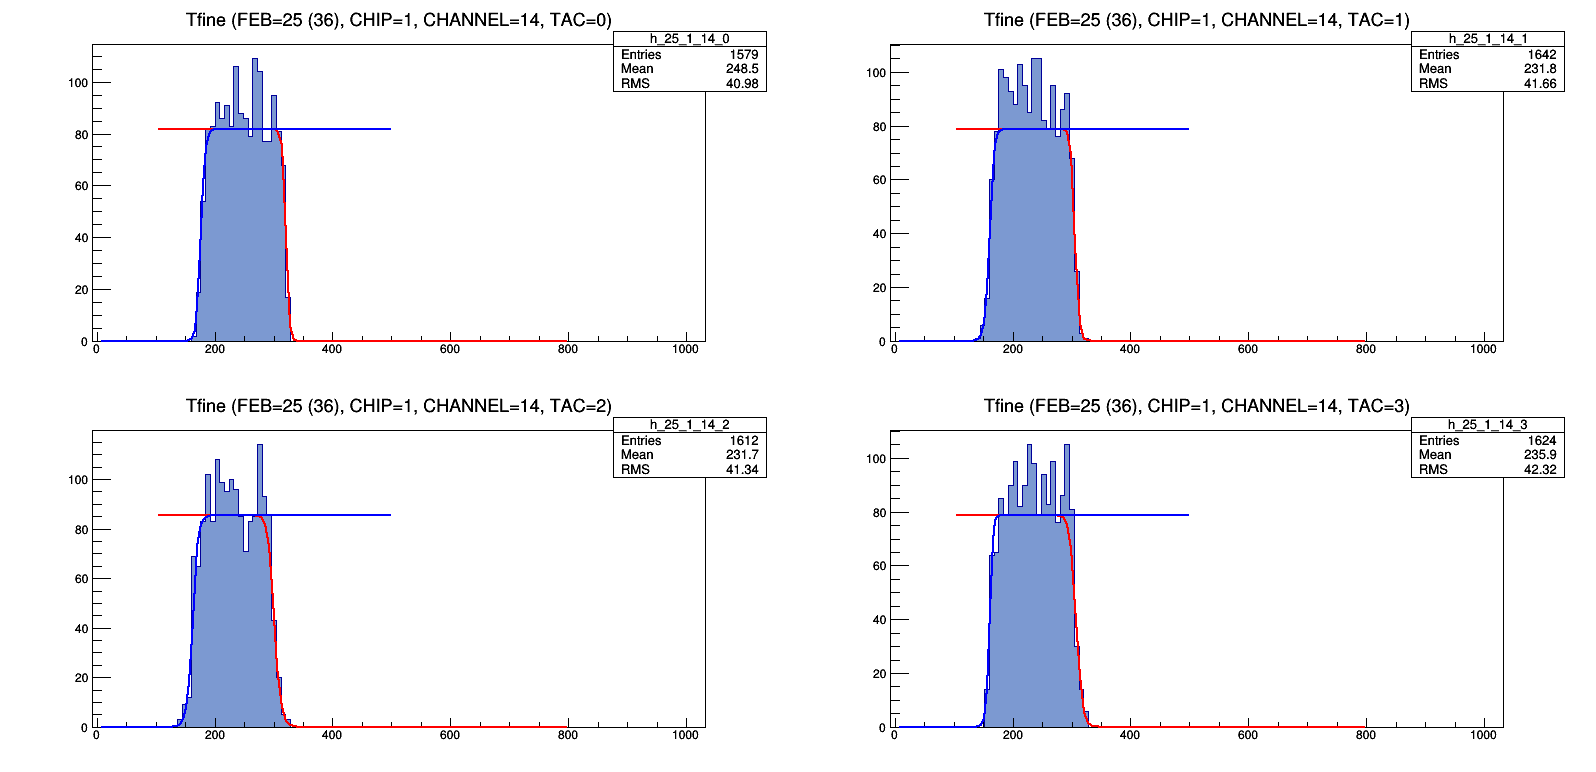 Tfine (FEB=25 (36), CHIP=1, CHANNEL=14, TAC=0)
h_25_1_14_0
Entries 1579
Mean 248.5
RMS 40.98
100
80
60
40
20
0
0 200 400 600 800 1000
Tfine (FEB=25 (36), CHIP=1, CHANNEL=14, TAC=1)
h_25_1_14_1
Entries 1642
Mean 231.8
RMS 41.66
100
80
60
40
20
0
0 200 400 600 800 1000
Tfine (FEB=25 (36), CHIP=1, CHANNEL=14, TAC=2)
h_25_1_14_2
Entries 1612
Mean 231.7
RMS 41.34
100
80
60
40
20
0
0 200 400 600 800 1000
Tfine (FEB=25 (36), CHIP=1, CHANNEL=14, TAC=3)
h_25_1_14_3
Entries 1624
Mean 235.9
RMS 42.32
100
80
60
40
20
0
0 200 400 600 800 1000